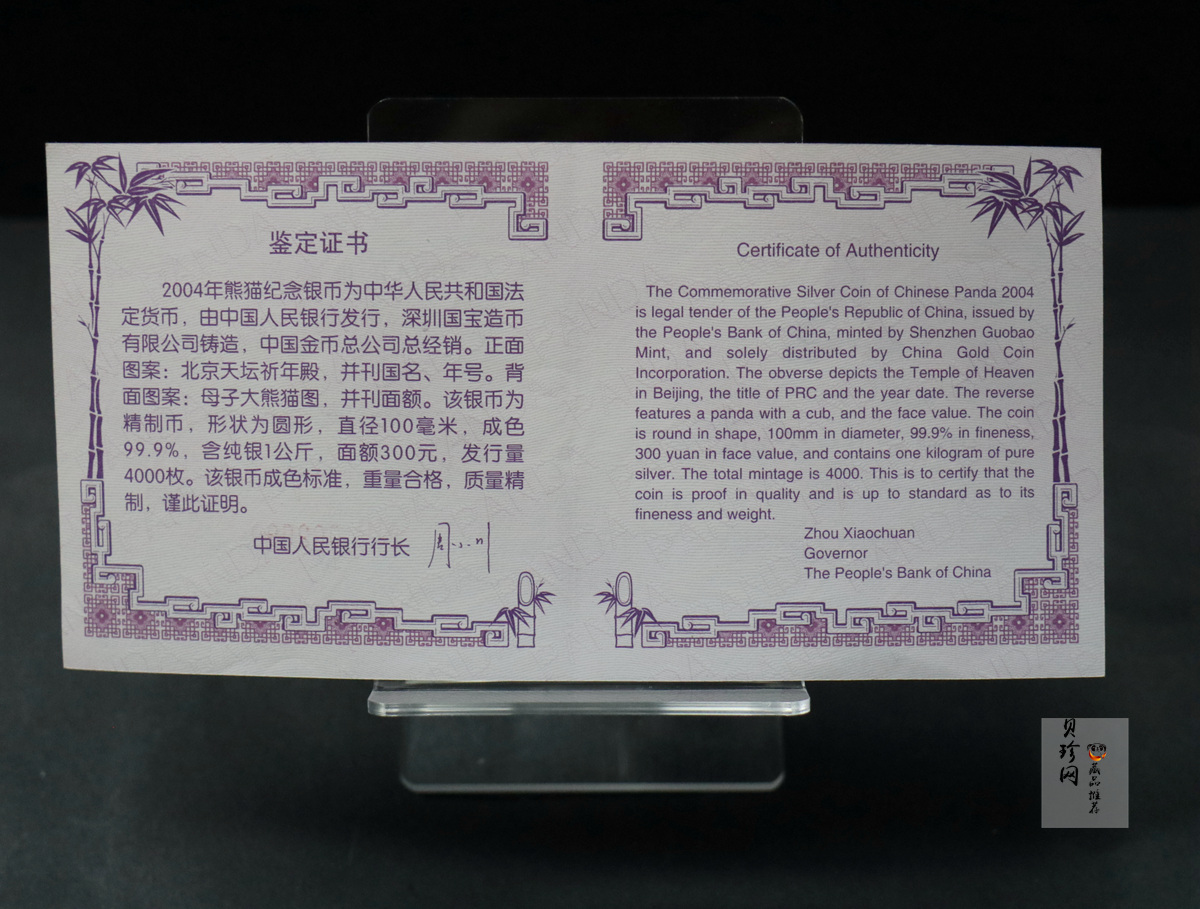 鉴定证书
2004年熊猫纪念银币为中华人民共和国法
定货币，由中国人民银行发行，深圳国宝造币
有限公司铸造，中国金币总公司总经销。正面
图案：北京天坛祈年殿，并刊国名、年号。背
面图案：母子大熊猫图，并刊面额。该银币为
精制币，形状为圆形，直径100毫米，成色
99.9%，含纯银1公斤，面额300元，发行量
4000枚。该银币成色标准，重量合格，质量精
制，谨此证明。
中国人民银行行长 周小川
Certificate of Authenticity
The Commemorative Silver Coin of Chinese Panda 2004
is legal tender of the People's Republic of China, issued by
the People's Bank of China, minted by Shenzhen Guobao
Mint, and solely distributed by China Gold Coin
Incorporation. The obverse depicts the Temple of Heaven
in Beijing, the title of PRC and the year date. The reverse
features a panda with a cub, and the face value. The coin
is round in shape, 100mm in diameter, 99.9% in fineness,
300 yuan in face value, and contains one kilogram of pure
silver. The total mintage is 4000. This is to certify that the
coin is proof in quality and is up to standard as to its
fineness and weight.
Zhou Xiaochuan
Governor
The People's Bank of China
贝珍网
藏品推荐